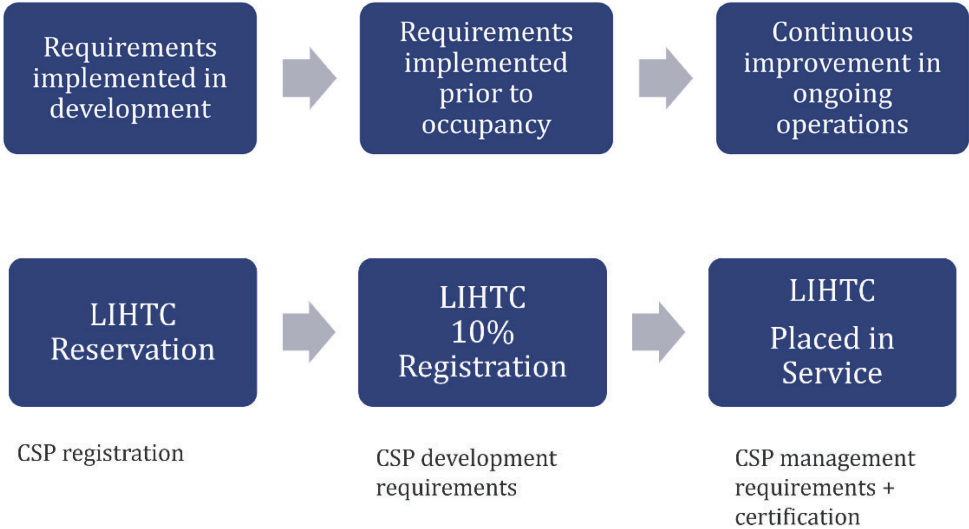 Requirements
implemented in
development
Requirements
implemented
prior to
occupancy
Continuous
improvement in
ongoing
operations
LIHTC
Reservation
LIHTC
10%
Registration
LIHTC
Placed in
Service
CSP registration
CSP development
requirements
CSP management
requirements +
certification